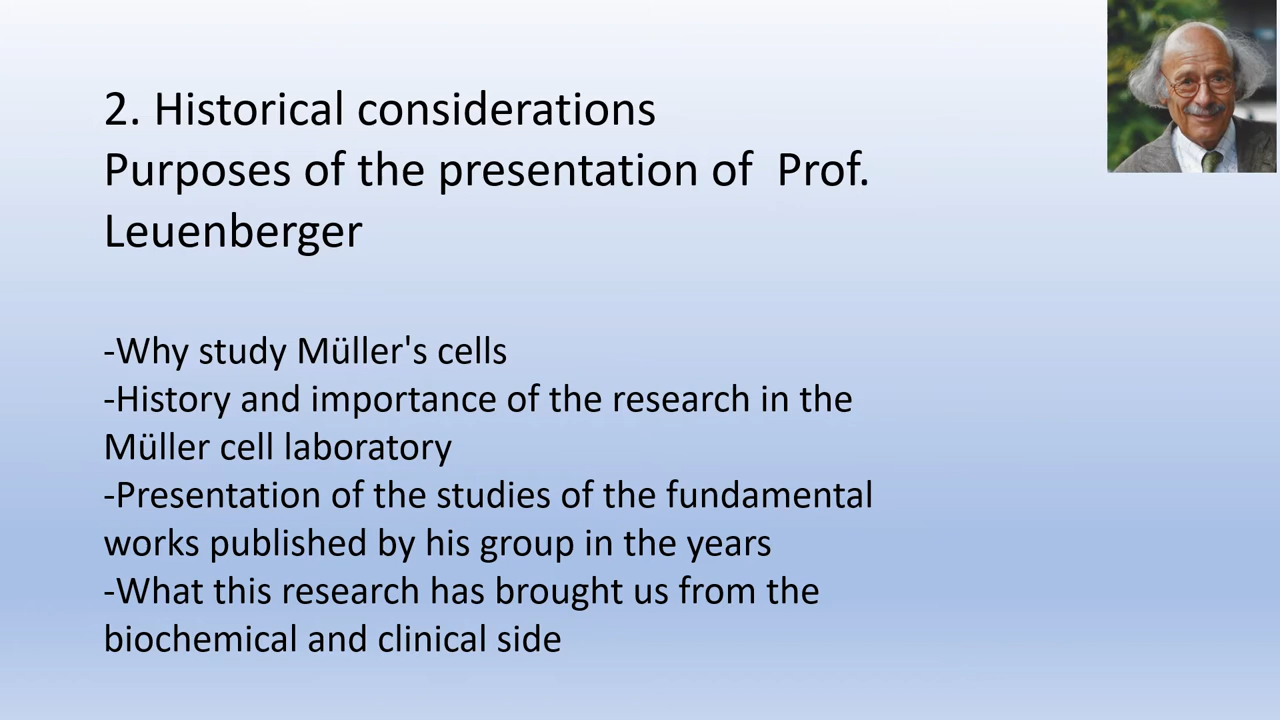 2. Historical considerations
Purposes of the presentation of  Prof.
Leuenberger
-Why study Müller's cells
-History and importance of the research in the
Müller cell laboratory
-Presentation of the studies of the fundamental
works published by his group in the years
-What this research has brought us from the
biochemical and clinical side